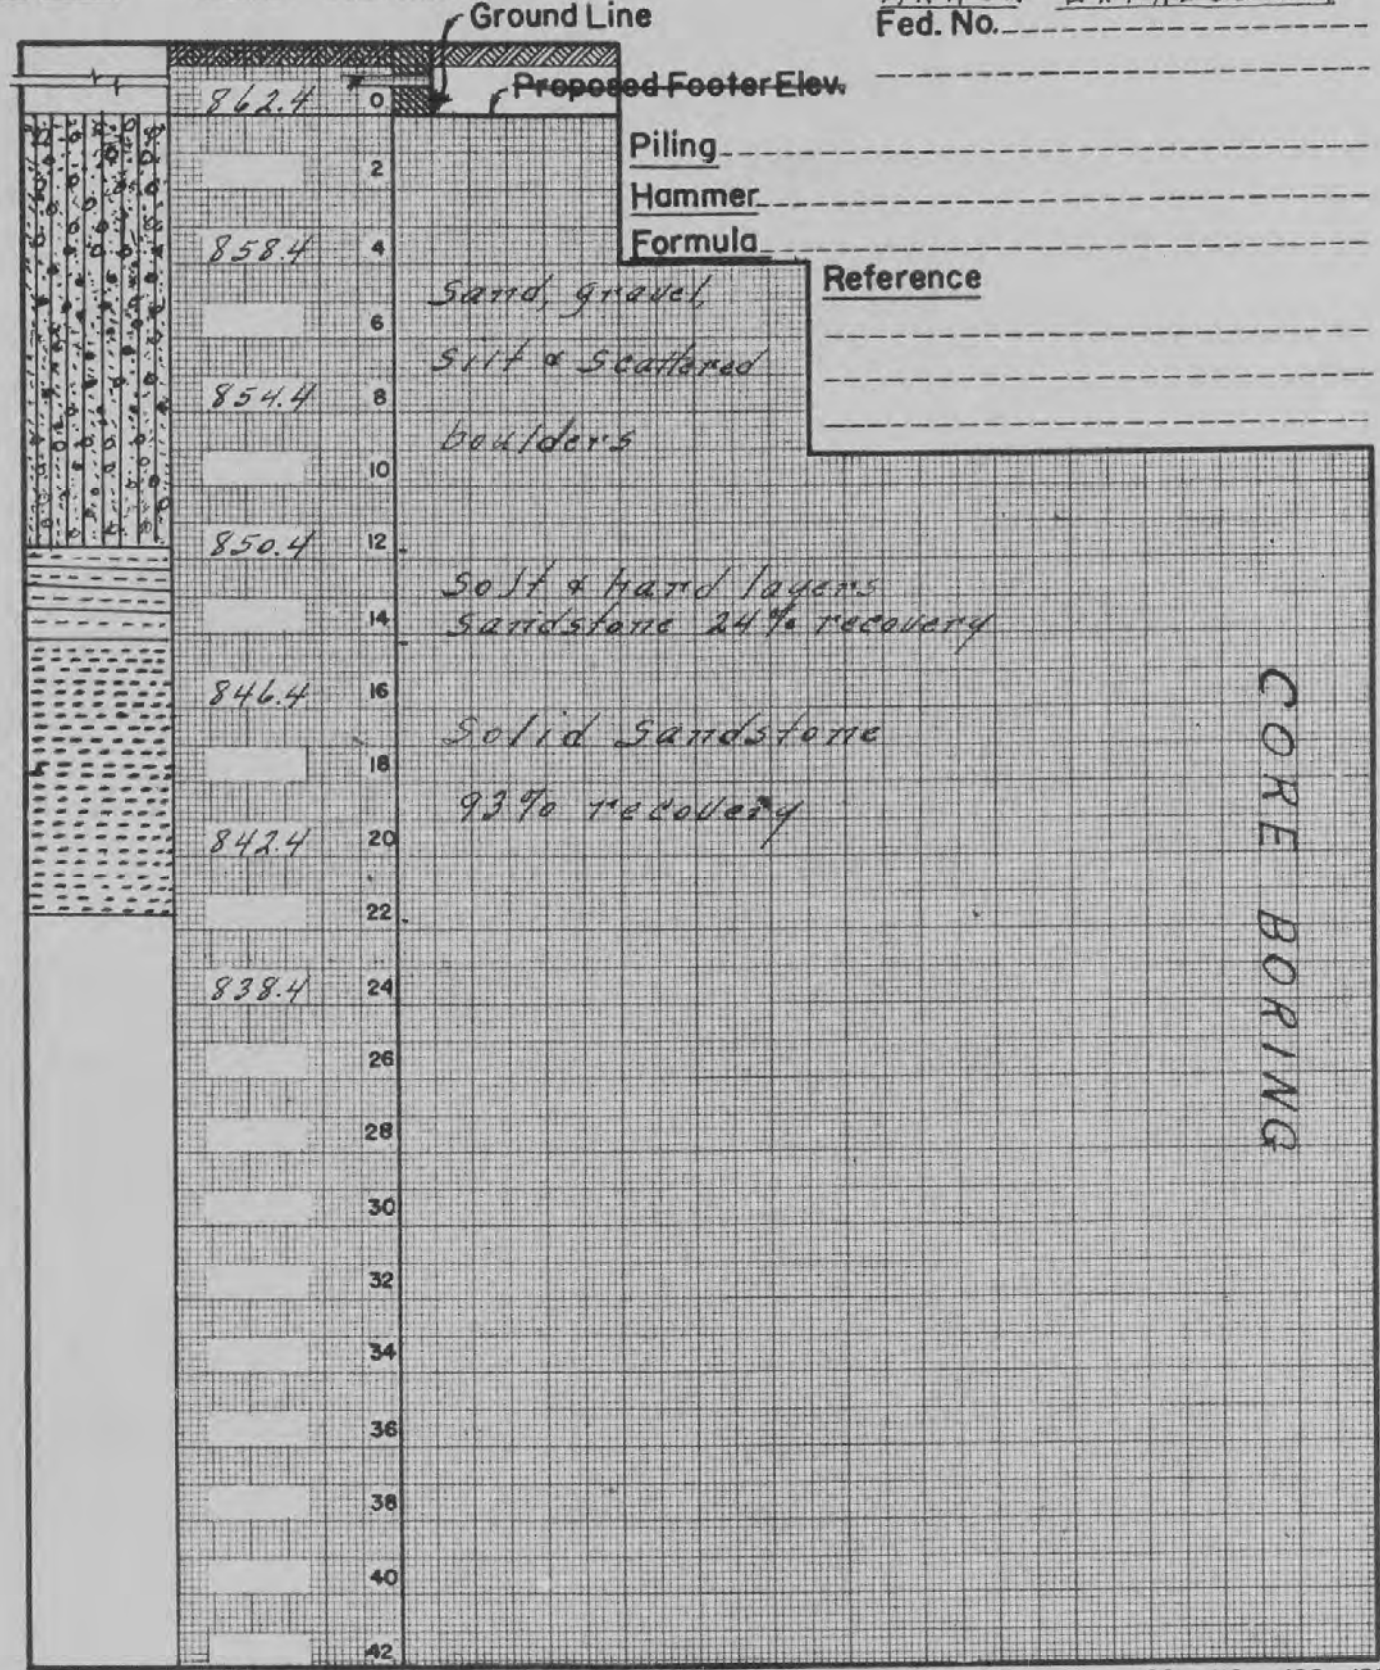 Ground Line
Fed. No.
Proposed Footer Elev.
862.4 0
2
Piling
Hammer
858.4 4
Formula
Reference
Sand, gravel,
6
silt & scattered
854.4 8
boulders
10
850.4 12
Soft & hard layers
14 Sandstone 24% recovery
846.4 16
Solid Sandstone
18
93% recovery
842.4 20
22
838.4 24
26
28
30
32
34
36
38
40
42
CORE BORING